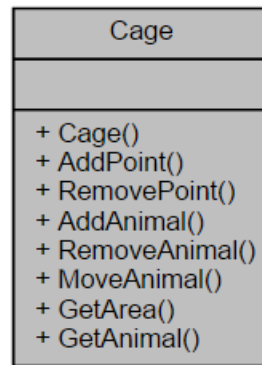 Cage
+ Cage()
+ AddPoint()
+ RemovePoint()
+ AddAnimal()
+ RemoveAnimal()
+ MoveAnimal()
+ GetArea()
+ GetAnimal()